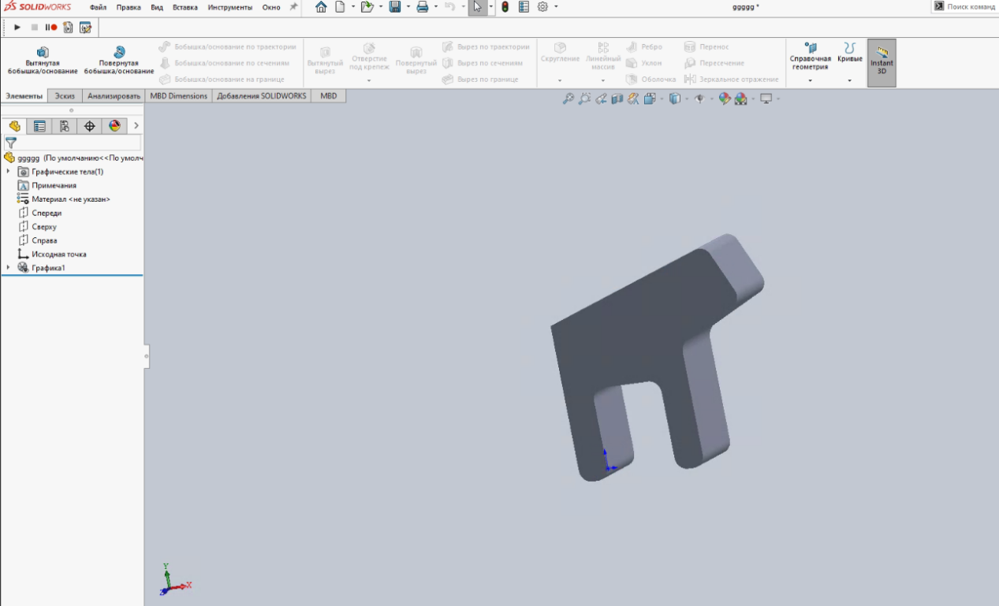 SOLIDWORKS Файл Правка Вид Вставка Инструменты Окно ggggg * Поиск команд
Вытянутая бобышка/основание
Повернутая бобышка/основание
Бобышка/основание по траектории
Бобышка/основание по сечениям
Бобышка/основание на границе
Вытянутый вырез
Отверстие под крепеж
Повернутый вырез
Вырез по траектории
Вырез по сечениям
Вырез по границе
Скругление
Линейный массив
Ребро
Уклон
Оболочка
Перенос
Пересечение
Зеркальное отражение
Справочная геометрия
Кривые
Instant 3D
Элементы Эскиз Анализировать MBD Dimensions Добавления SOLIDWORKS MBD
ggggg (По умолчанию<<По умолч
Графические тела(1)
Примечания
Материал <не указан>
Спереди
Сверху
Справа
Исходная точка
Графика1
Y
X
Z